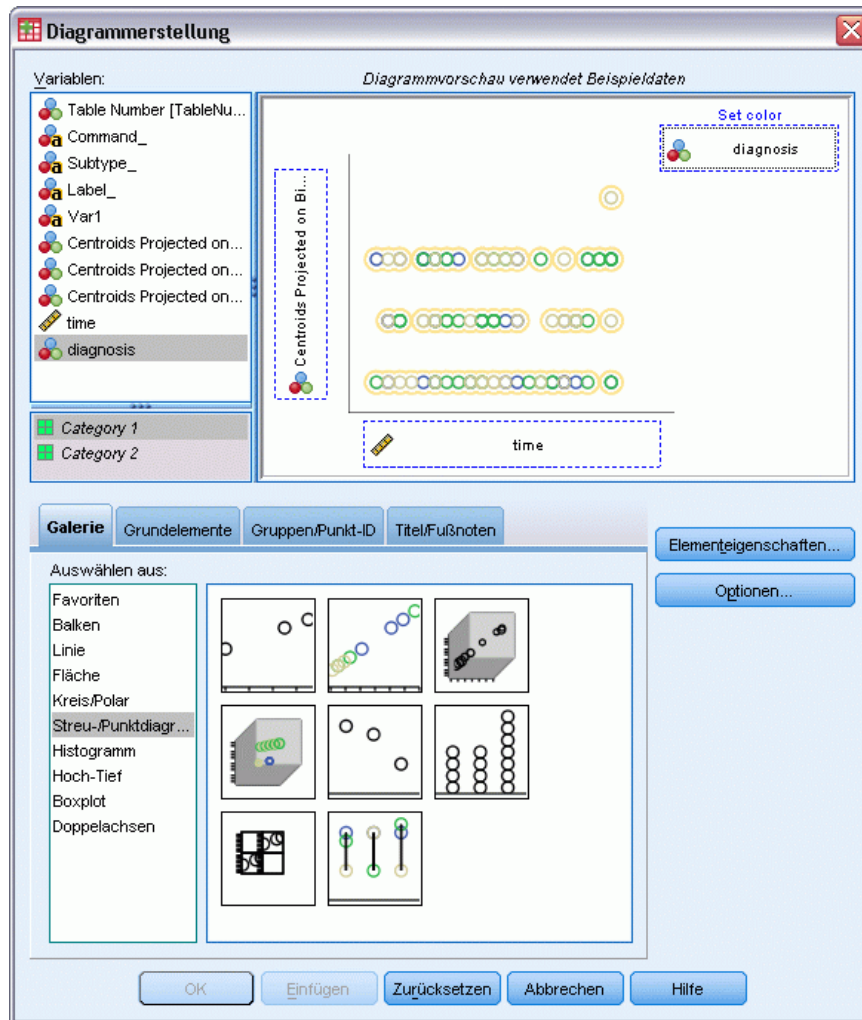 Diagrammerstellung
Variablen:
Diagrammvorschau verwendet Beispieldaten
Table Number [TableNu...
Command_
Subtype_
Label_
Var1
Centroids Projected on...
Centroids Projected on...
Centroids Projected on...
time
diagnosis
Category 1
Category 2
Set color
diagnosis
Centroids Projected on Bi...
time
Galerie
Grundelemente
Gruppen/Punkt-ID
Titel/Fußnoten
Elementeigenschaften...
Optionen...
Auswählen aus:
Favoriten
Balken
Linie
Fläche
Kreis/Polar
Streu-/Punktdiagr...
Histogramm
Hoch-Tief
Boxplot
Doppelachsen
OK
Einfügen
Zurücksetzen
Abbrechen
Hilfe